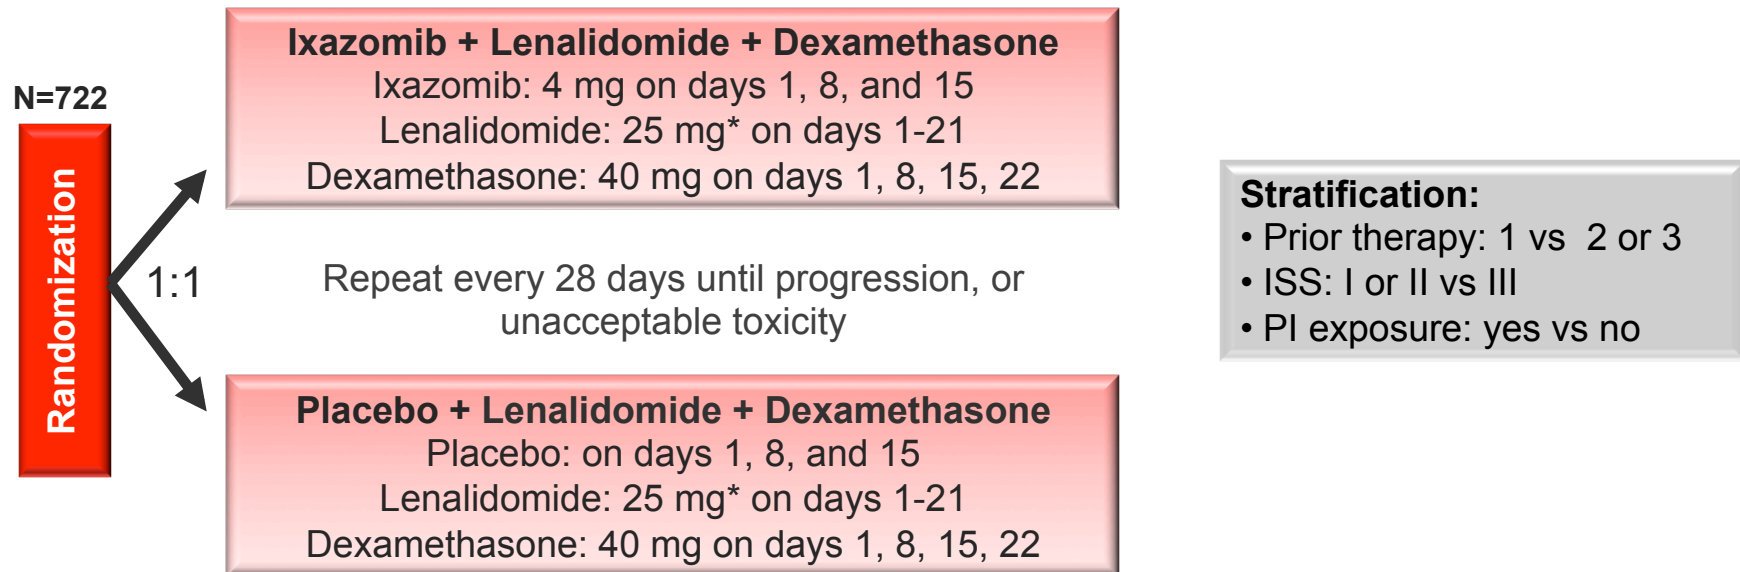 N=722
Randomization
1:1
Ixazomib + Lenalidomide + Dexamethasone
Ixazomib: 4 mg on days 1, 8, and 15
Lenalidomide: 25 mg* on days 1-21
Dexamethasone: 40 mg on days 1, 8, 15, 22
Repeat every 28 days until progression, or
unacceptable toxicity
Placebo + Lenalidomide + Dexamethasone
Placebo: on days 1, 8, and 15
Lenalidomide: 25 mg* on days 1-21
Dexamethasone: 40 mg on days 1, 8, 15, 22
Stratification:
• Prior therapy: 1 vs 2 or 3
• ISS: I or II vs III
• PI exposure: yes vs no